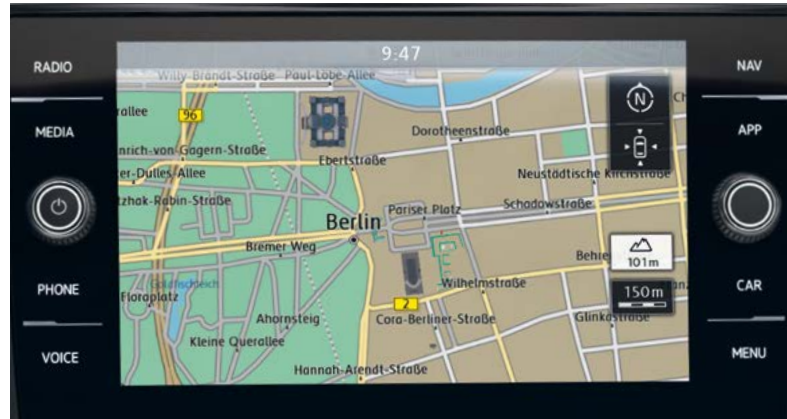 RADIO
MEDIA
PHONE
VOICE
9:47
Willy-Brandt-Straße
Paul-Löbe-Allee
rallee
96
N
Dorotheenstraße
nrich-von-Gagern-Straße
Ebertstraße
er-Dulles-Allee
Neustädtische Kirchstraße
tzhak-Rabin-Straße
Pariser Platz
Schadowstraße
Berlin
Bremer Weg
Behre
101m
Goldfischteich
Wilhelmstraße
150m
Floraplatz
2
Ahornsteig
Cora-Berliner-Straße
Glinkastraße
Kleine Querallee
Hannah-Arendt-Straße
NAV
APP
CAR
MENU